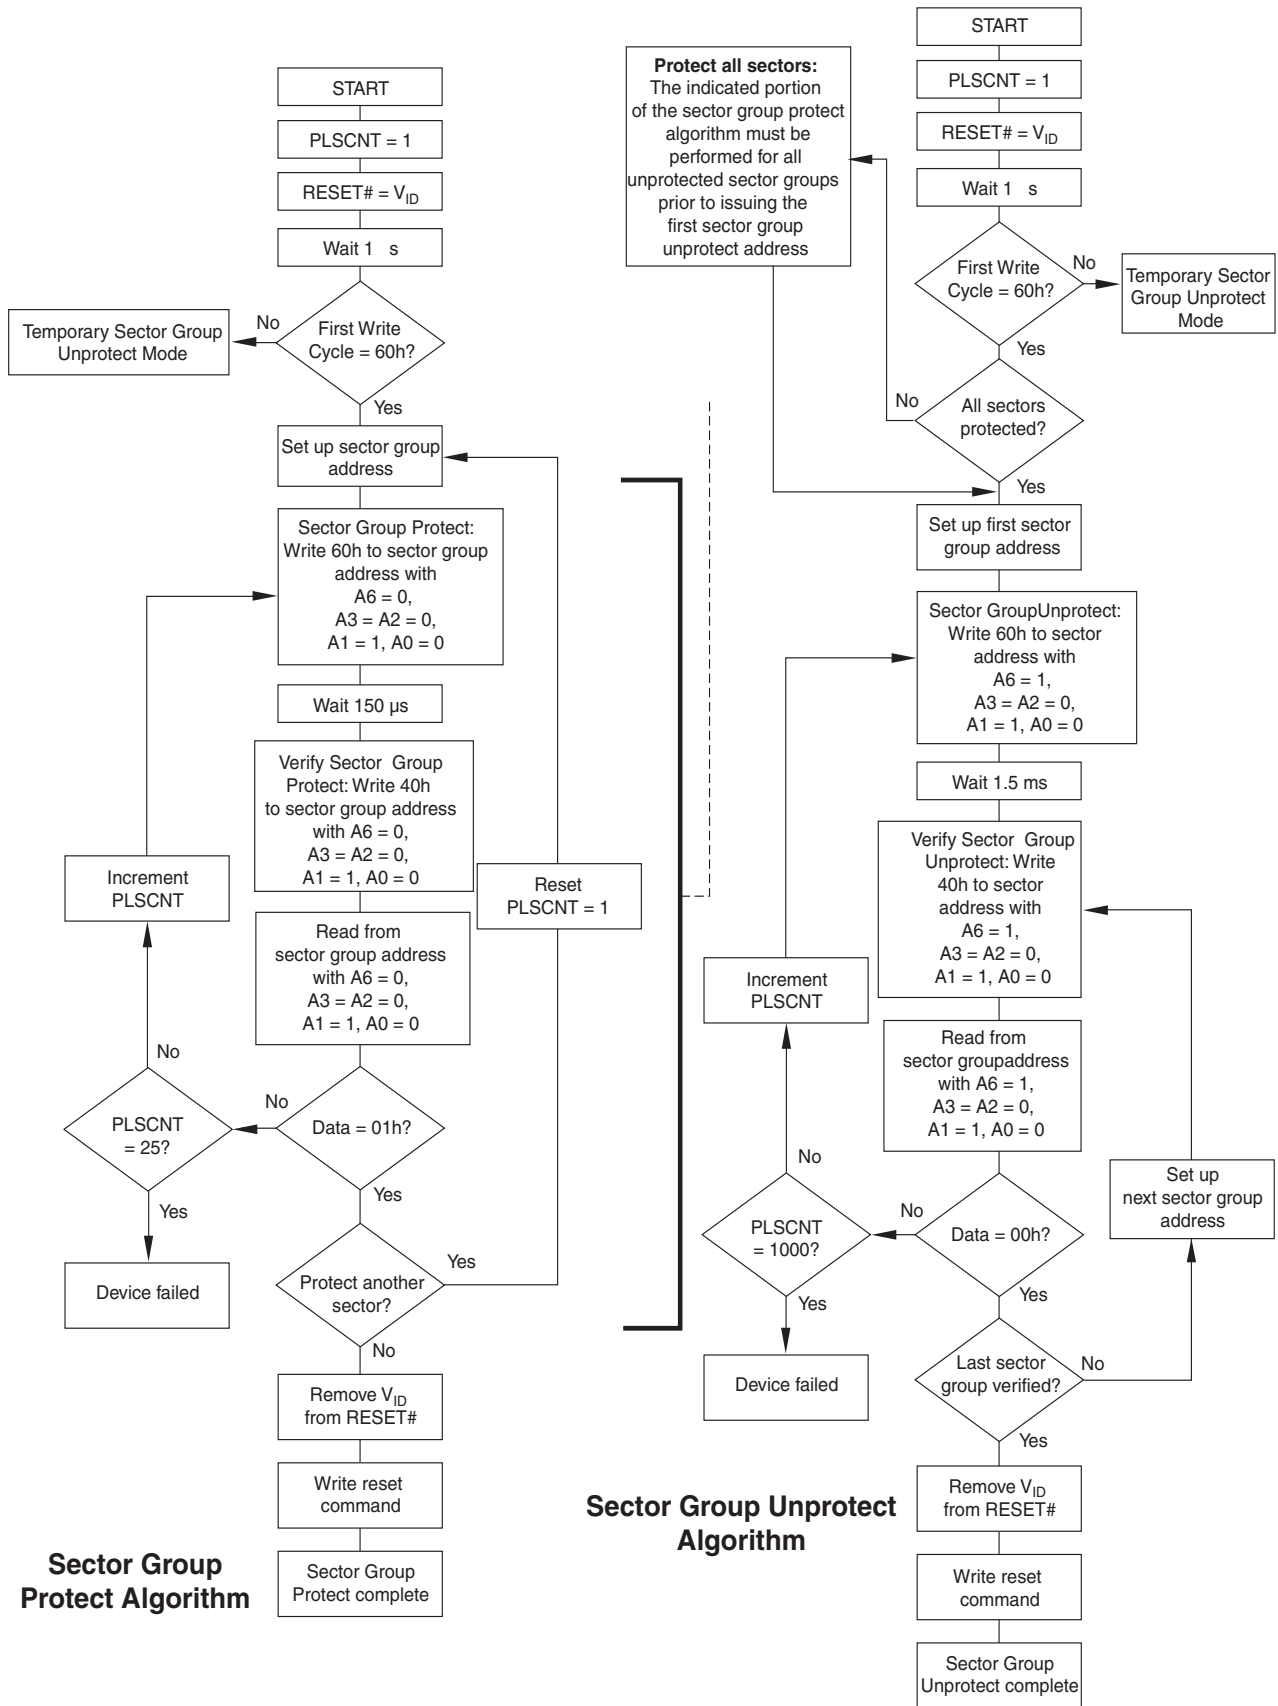 START
PLSCNT = 1
RESET# = VID
Wait 1 s
First Write
Cycle = 60h?
No
Temporary Sector Group
Unprotect Mode
Yes
Set up sector group
address
Sector Group Protect:
Write 60h to sector group
address with
A6 = 0,
A3 = A2 = 0,
A1 = 1, A0 = 0
Wait 150 µs
Verify Sector Group
Protect: Write 40h
to sector group address
with A6 = 0,
A3 = A2 = 0,
A1 = 1, A0 = 0
Increment
PLSCNT
Reset
PLSCNT = 1
Read from
sector group address
with A6 = 0,
A3 = A2 = 0,
A1 = 1, A0 = 0
No
No
PLSCNT
= 25?
Data = 01h?
Yes
Yes
Device failed
Protect another
sector?
Yes
No
Remove VID
from RESET#
Write reset
command
Sector Group
Protect complete
Sector Group
Protect Algorithm
START
PLSCNT = 1
RESET# = VID
Wait 1 s
Protect all sectors:
The indicated portion
of the sector group protect
algorithm must be
performed for all
unprotected sector groups
prior to issuing the
first sector group
unprotect address
First Write
Cycle = 60h?
No
Temporary Sector
Group Unprotect
Mode
Yes
No
All sectors
protected?
Yes
Set up first sector
group address
Sector GroupUnprotect:
Write 60h to sector
address with
A6 = 1,
A3 = A2 = 0,
A1 = 1, A0 = 0
Wait 1.5 ms
Verify Sector Group
Unprotect: Write
40h to sector
address with
A6 = 1,
A3 = A2 = 0,
A1 = 1, A0 = 0
Increment
PLSCNT
Read from
sector groupaddress
with A6 = 1,
A3 = A2 = 0,
A1 = 1, A0 = 0
No
No
PLSCNT
= 1000?
Data = 00h?
Set up
next sector group
address
Yes
Yes
Device failed
Last sector
group verified?
No
Yes
Remove VID
from RESET#
Write reset
command
Sector Group
Unprotect complete
Sector Group Unprotect
Algorithm